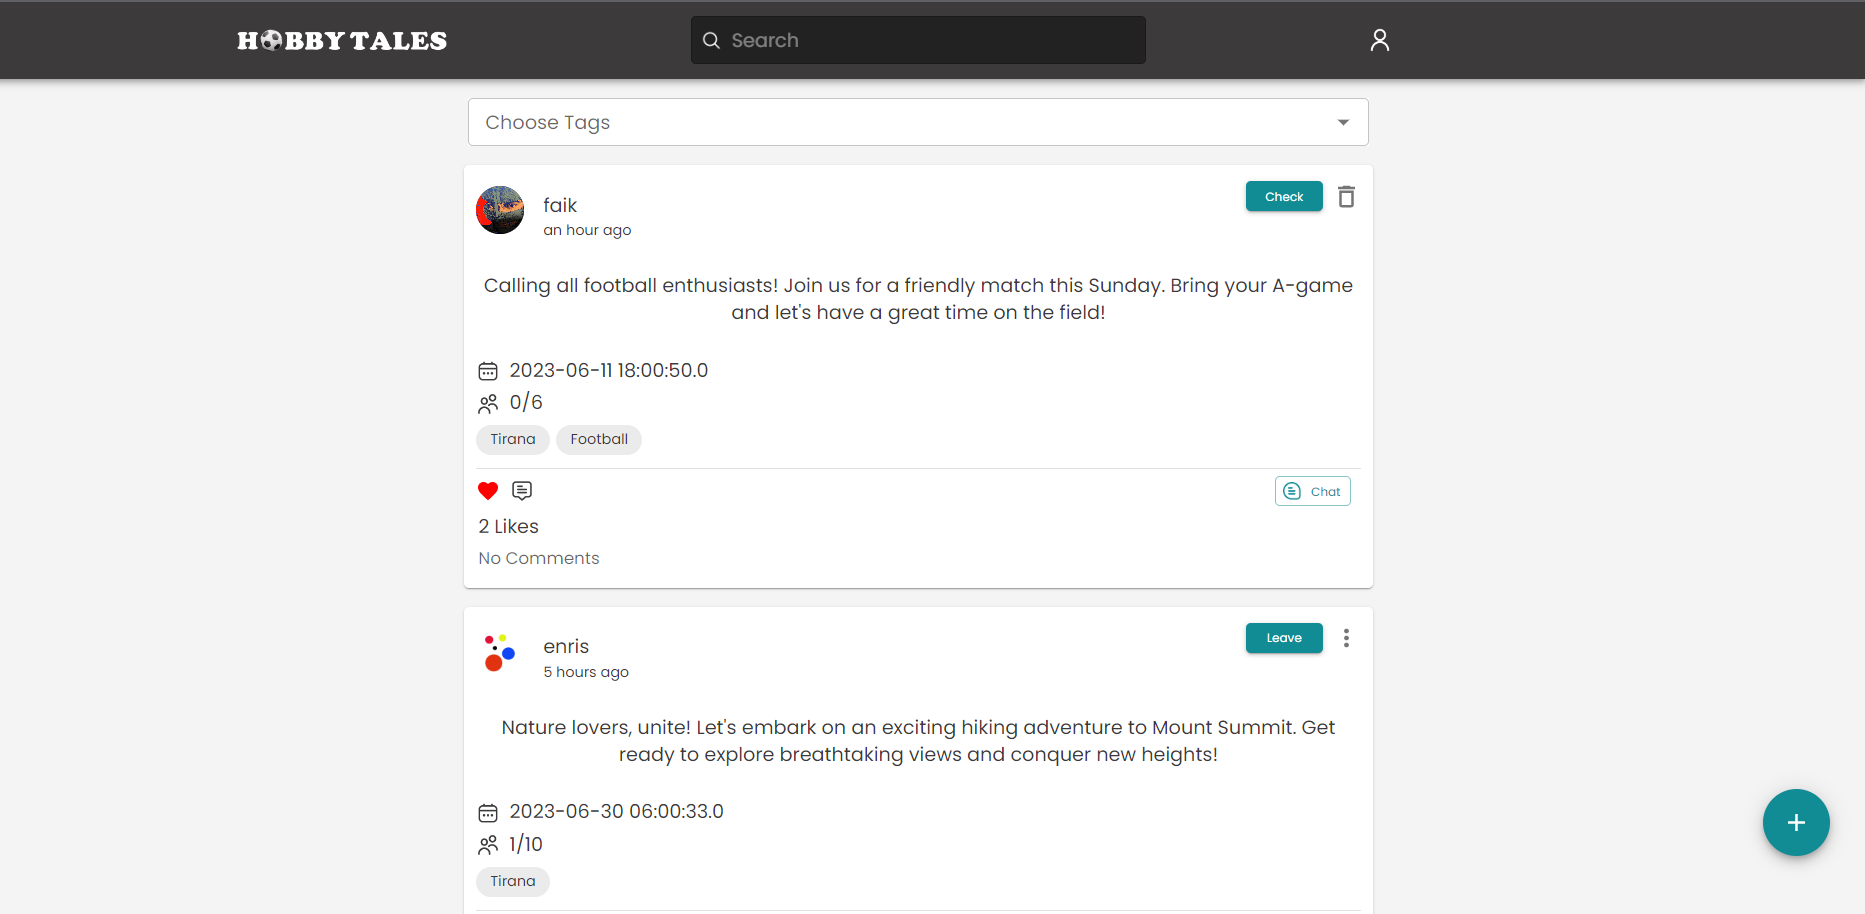 HOBBY TALES
Search
Choose Tags
faik
an hour ago
Check
Calling all football enthusiasts! Join us for a friendly match this Sunday. Bring your A-game
and let's have a great time on the field!
2023-06-11 18:00:50.0
0/6
Tirana
Football
Chat
2 Likes
No Comments
enris
5 hours ago
Leave
Nature lovers, unite! Let's embark on an exciting hiking adventure to Mount Summit. Get
ready to explore breathtaking views and conquer new heights!
2023-06-30 06:00:33.0
1/10
Tirana